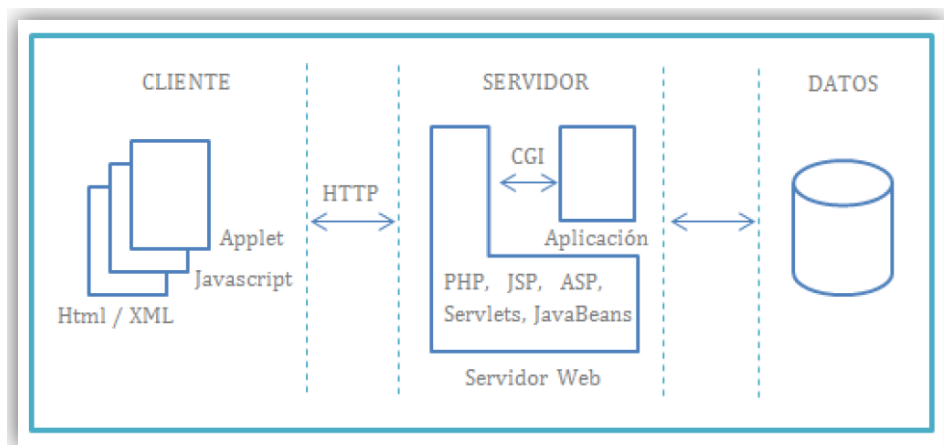 CLIENTE
SERVIDOR
DATOS
HTTP
CGI
Applet
Javascript
Html / XML
Aplicación
PHP, JSP, ASP,
Servlets, JavaBeans
Servidor Web